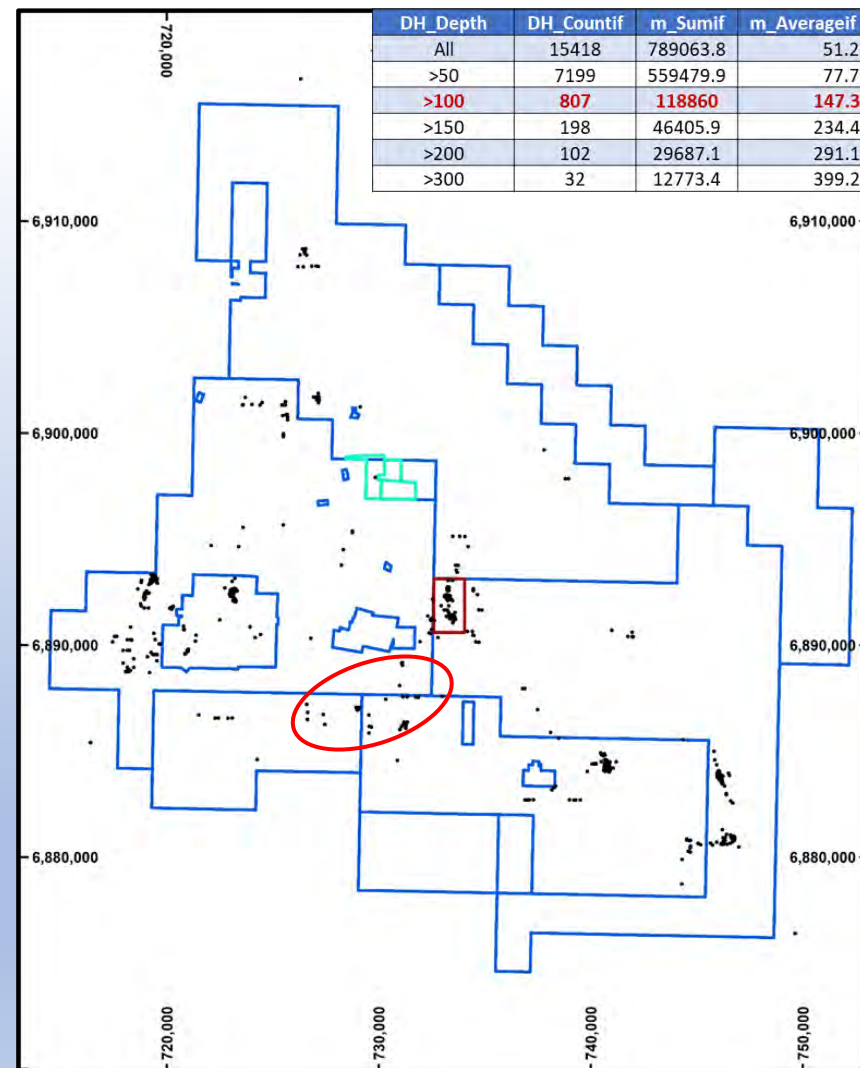 DH_Depth DH_Countif m_Sumif m_Averageif
All 15418 789063.8 51.2
>50 7199 559479.9 77.7
>100 807 118860 147.3
>150 198 46405.9 234.4
>200 102 29687.1 291.1
>300 32 12773.4 399.2
720,000
6,910,000 6,910,000
6,900,000 6,900,000
6,890,000 6,890,000
6,880,000 6,880,000
720,000 730,000 740,000 750,000